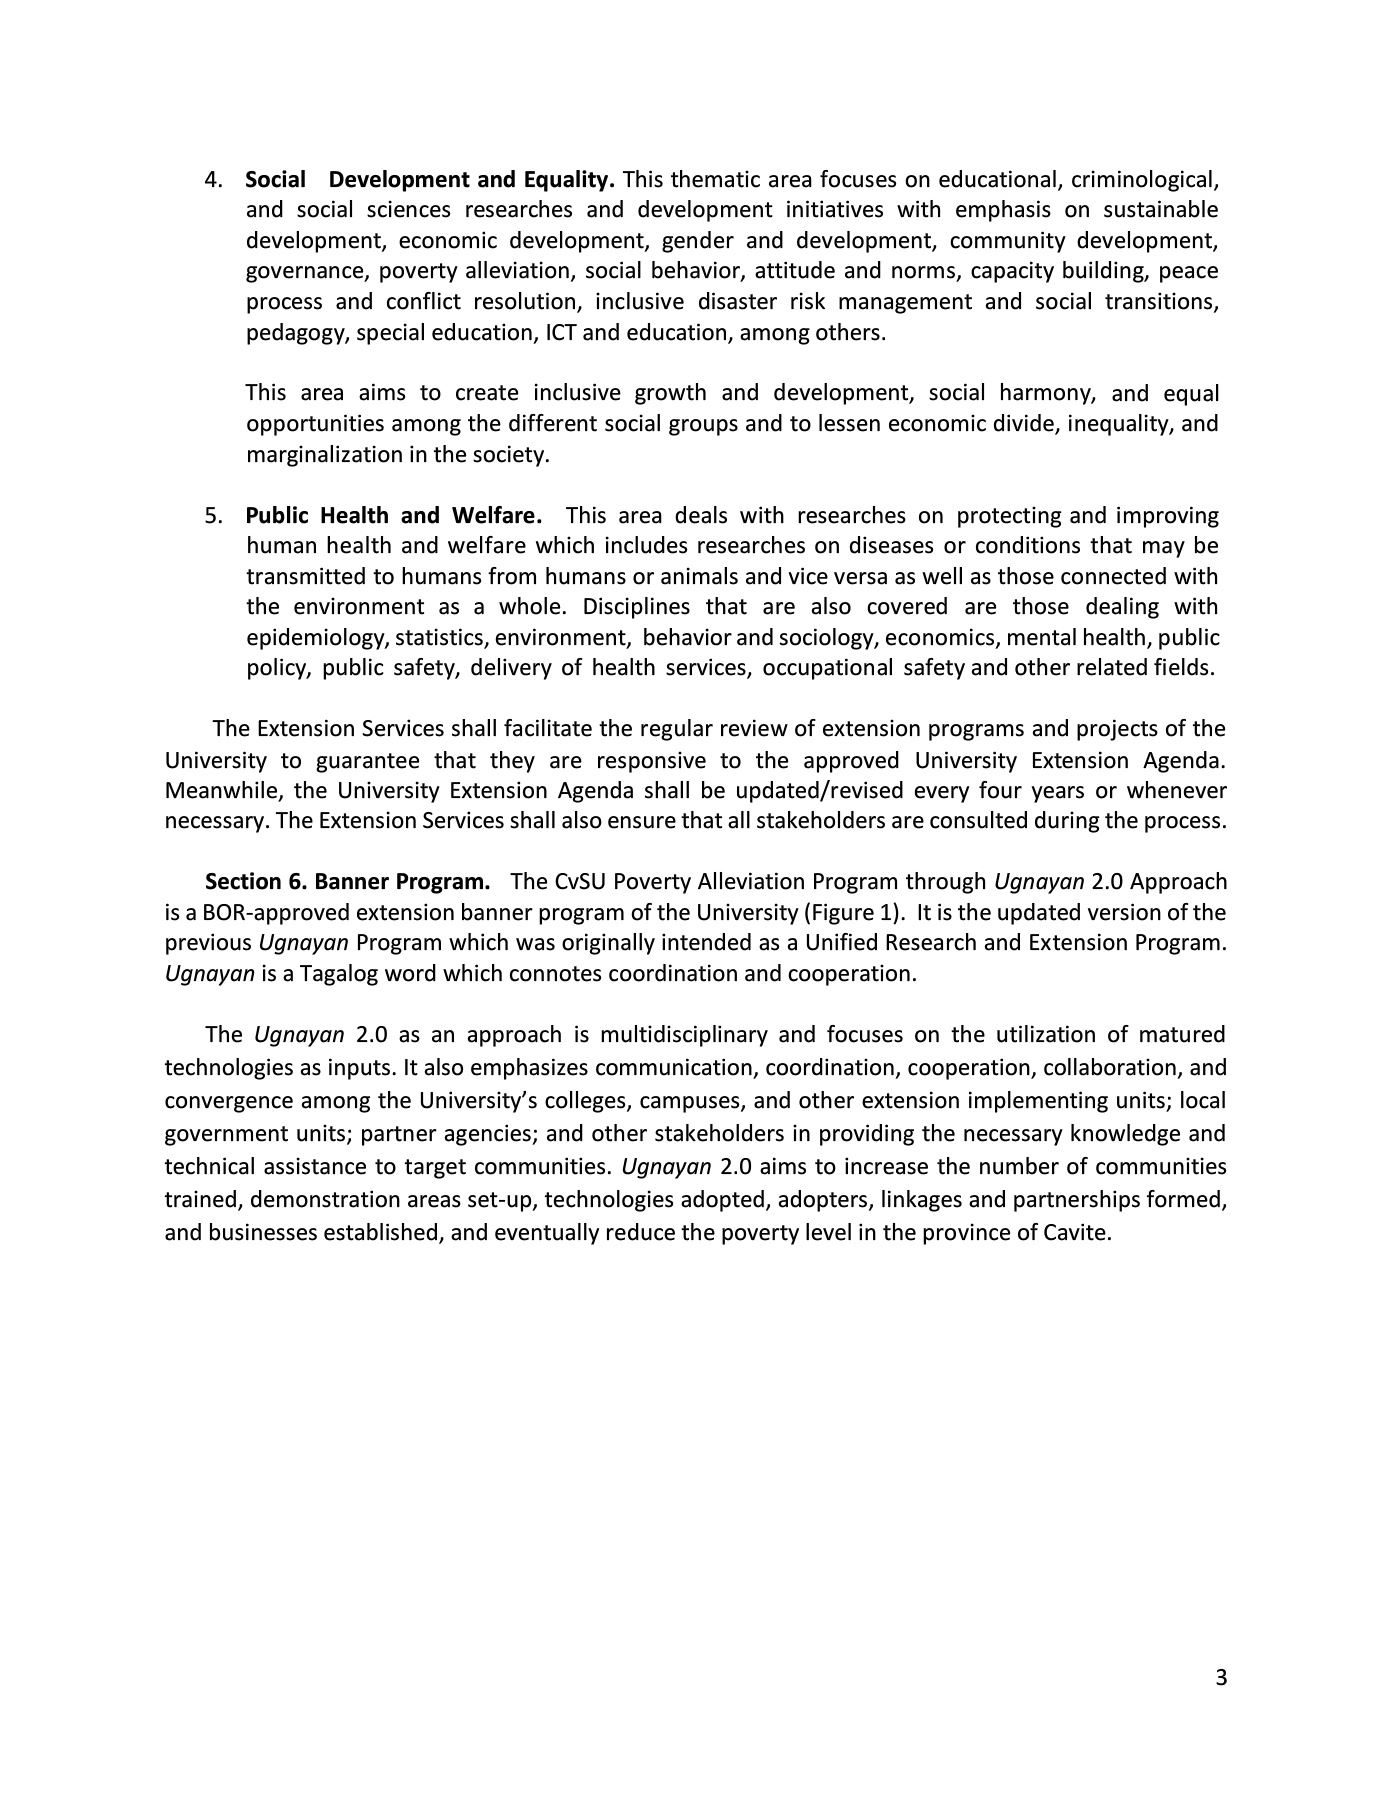 4. Social Development and Equality. This thematic area focuses on educational, criminological,
and social sciences researches and development initiatives with emphasis on sustainable
development, economic development, gender and development, community development,
governance, poverty alleviation, social behavior, attitude and norms, capacity building, peace
process and conflict resolution, inclusive disaster risk management and social transitions,
pedagogy, special education, ICT and education, among others.
This area aims to create inclusive growth and development, social harmony, and equal
opportunities among the different social groups and to lessen economic divide, inequality, and
marginalization in the society.
5. Public Health and Welfare. This area deals with researches on protecting and improving
human health and welfare which includes researches on diseases or conditions that may be
transmitted to humans from humans or animals and vice versa as well as those connected with
the environment as a whole. Disciplines that are also covered are those dealing with
epidemiology, statistics, environment, behavior and sociology, economics, mental health, public
policy, public safety, delivery of health services, occupational safety and other related fields.
The Extension Services shall facilitate the regular review of extension programs and projects of the
University to guarantee that they are responsive to the approved University Extension Agenda.
Meanwhile, the University Extension Agenda shall be updated/revised every four years or whenever
necessary. The Extension Services shall also ensure that all stakeholders are consulted during the process.
Section 6. Banner Program. The CvSU Poverty Alleviation Program through Ugnayan 2.0 Approach
is a BOR-approved extension banner program of the University (Figure 1). It is the updated version of the
previous Ugnayan Program which was originally intended as a Unified Research and Extension Program.
Ugnayan is a Tagalog word which connotes coordination and cooperation.
The Ugnayan 2.0 as an approach is multidisciplinary and focuses on the utilization of matured
technologies as inputs. It also emphasizes communication, coordination, cooperation, collaboration, and
convergence among the University’s colleges, campuses, and other extension implementing units; local
government units; partner agencies; and other stakeholders in providing the necessary knowledge and
technical assistance to target communities. Ugnayan 2.0 aims to increase the number of communities
trained, demonstration areas set-up, technologies adopted, adopters, linkages and partnerships formed,
and businesses established, and eventually reduce the poverty level in the province of Cavite.
3